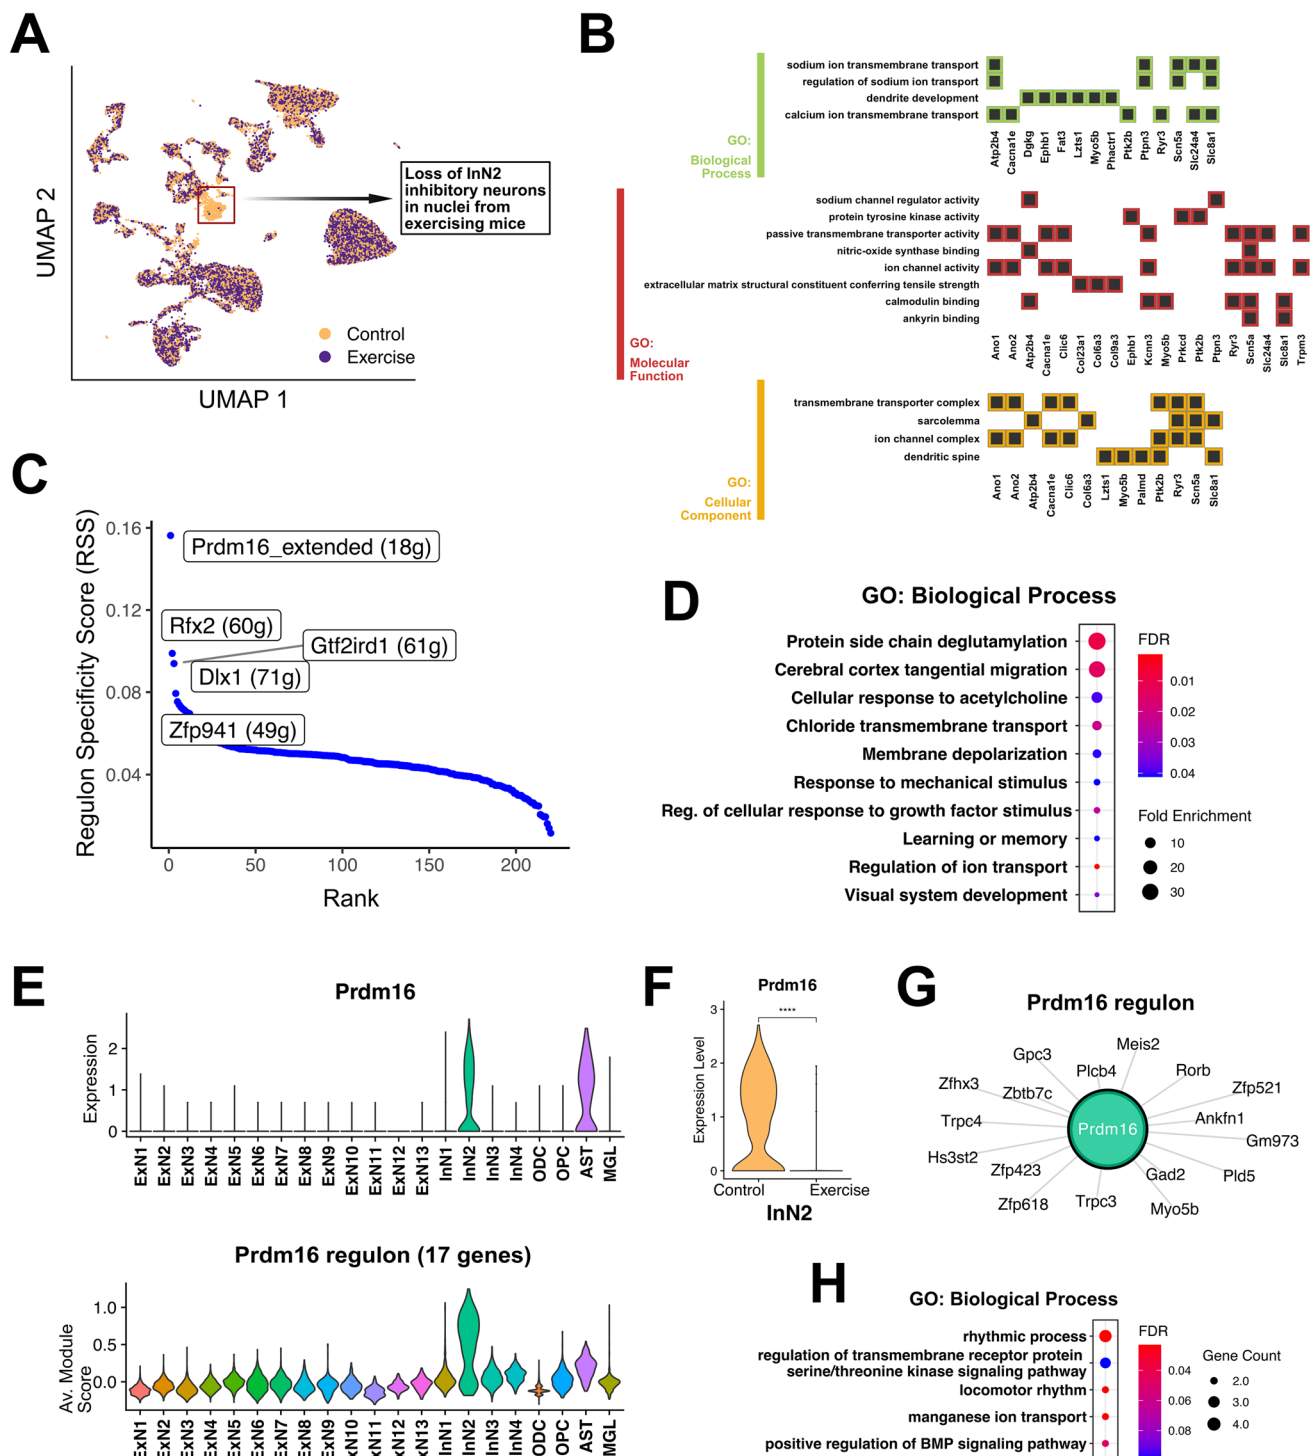 A
UMAP 2
UMAP 1
Loss of InN2
inhibitory neurons
in nuclei from
exercising mice
Control
Exercise
B
GO:
Biological
Process
sodium ion transmembrane transport
regulation of sodium ion transport
dendrite development
calcium ion transmembrane transport
Atp2b4
Cacna1e
Dgkg
Ephb1
Fat3
Lzts1
Myo5b
Phactr1
Ptk2b
Ptpn3
Ryr3
Scn5a
Slc24a4
Slc8a1
GO:
Molecular
Function
sodium channel regulator activity
protein tyrosine kinase activity
passive transmembrane transporter activity
nitric-oxide synthase binding
ion channel activity
extracellular matrix structural constituent conferring tensile strength
calmodulin binding
ankyrin binding
Ano1
Ano2
Atp2b4
Cacna1e
Clic6
Col23a1
Col6a3
Col9a3
Ephb1
Kcnn3
Myo5b
Prkcd
Ptk2b
Ptpn3
Ryr3
Scn5a
Slc24a4
Slc8a1
Trpm3
GO:
Cellular
Component
transmembrane transporter complex
sarcolemma
ion channel complex
dendritic spine
Ano1
Ano2
Atp2b4
Cacna1e
Clic6
Col6a3
Lzts1
Myo5b
Palmd
Ptk2b
Ryr3
Scn5a
Slc8a1
C
Regulon Specificity Score (RSS)
0.16
0.12
0.08
0.04
Prdm16_extended (18g)
Rfx2 (60g)
Gtf2ird1 (61g)
Dlx1 (71g)
Zfp941 (49g)
0
50
100
150
200
Rank
D
GO: Biological Process
Protein side chain deglutamylation
Cerebral cortex tangential migration
Cellular response to acetylcholine
Chloride transmembrane transport
Membrane depolarization
Response to mechanical stimulus
Reg. of cellular response to growth factor stimulus
Learning or memory
Regulation of ion transport
Visual system development
FDR
0.01
0.02
0.03
0.04
Fold Enrichment
10
20
30
E
Prdm16
Expression
2
1
0
ExN1
ExN2
ExN3
ExN4
ExN5
ExN6
ExN7
ExN8
ExN9
ExN10
ExN11
ExN12
ExN13
InN1
InN2
InN3
InN4
ODC
OPC
AST
MGL
Prdm16 regulon (17 genes)
Av. Module
Score
1.0
0.5
0.0
ExN1
ExN2
ExN3
ExN4
ExN5
ExN6
ExN7
ExN8
ExN9
xN10
xN11
xN12
xN13
InN1
InN2
InN3
InN4
ODC
OPC
AST
MGL
F
Prdm16
Expression Level
3
2
1
0
****
Control
Exercise
InN2
G
Prdm16 regulon
Meis2
Gpc3
Plcb4
Rorb
Zfhx3
Zbtb7c
Zfp521
Trpc4
Ankfn1
Prdm16
Gm973
Hs3st2
Zfp423
Gad2
Pld5
Zfp618
Trpc3
Myo5b
H
GO: Biological Process
rhythmic process
regulation of transmembrane receptor protein
serine/threonine kinase signaling pathway
locomotor rhythm
manganese ion transport
positive regulation of BMP signaling pathway
FDR
0.04
0.06
0.08
Gene Count
2.0
3.0
4.0